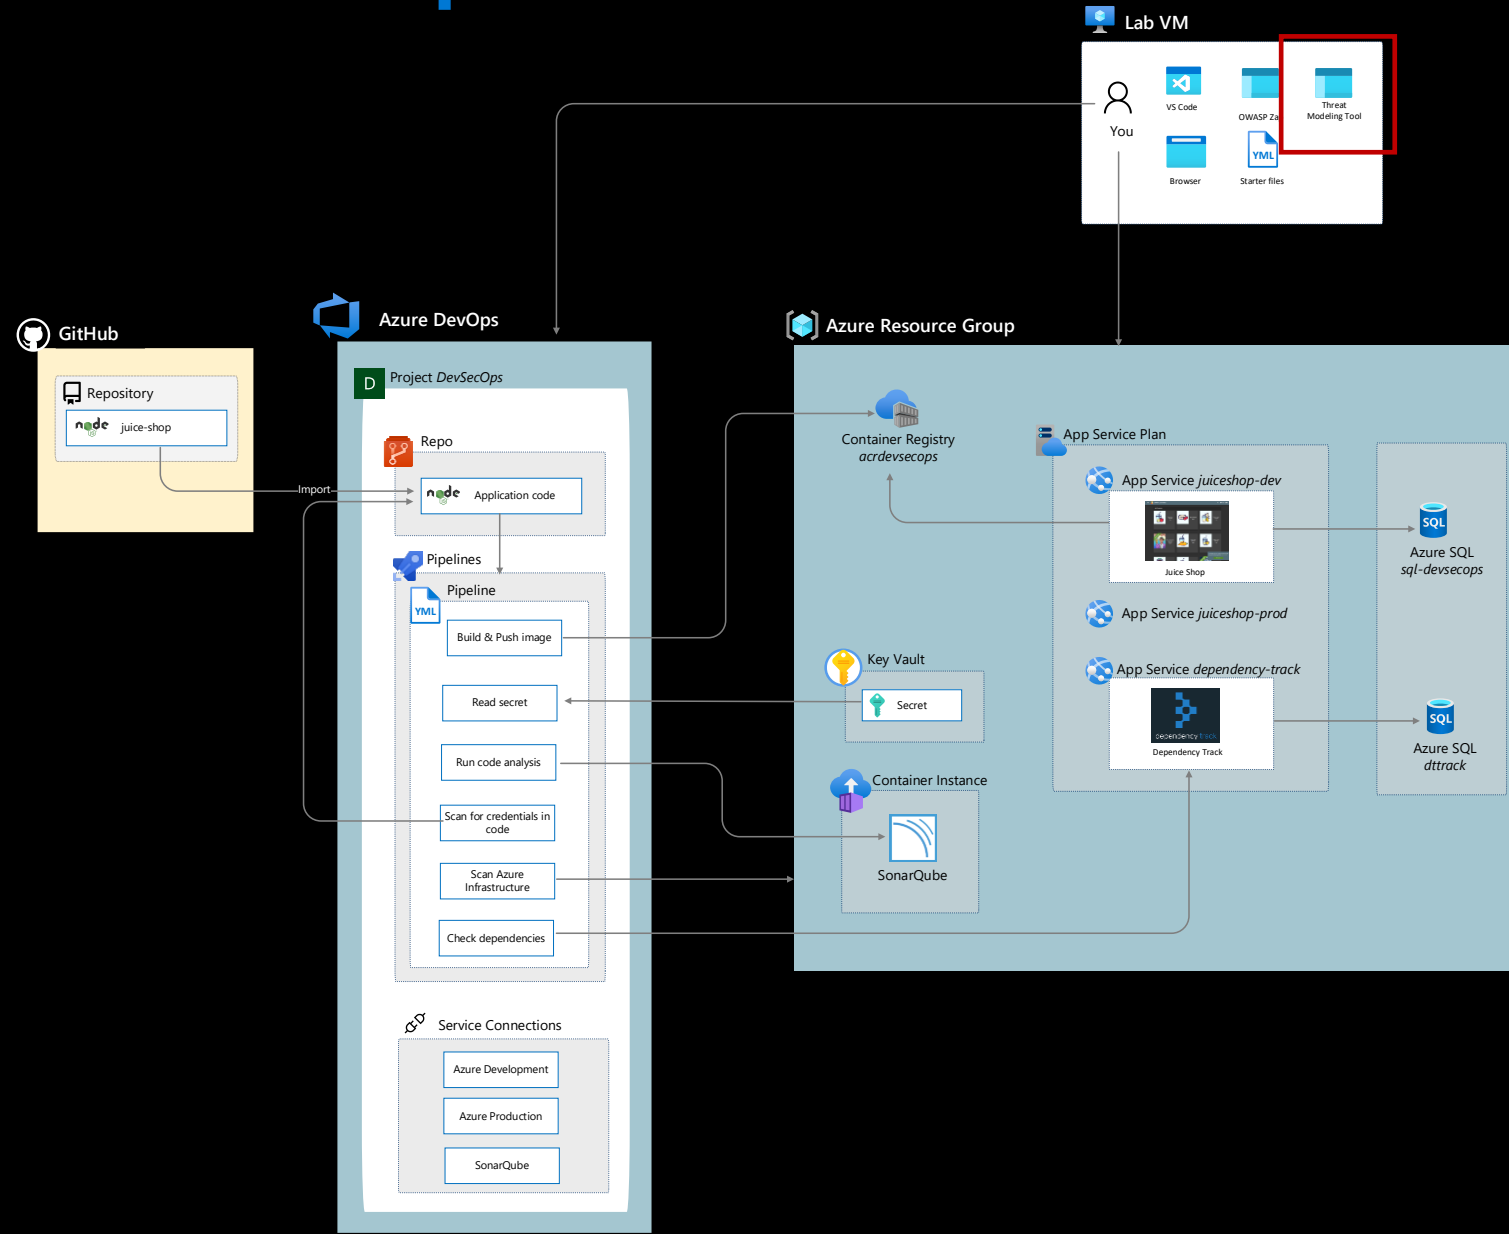 Lab VM
You
VS Code
OWASP Za
Threat
Modeling Tool
Browser
YML
Starter files
GitHub
Repository
node
juice-shop
Import
Azure DevOps
D
Project DevSecOps
Repo
node
Application code
Pipelines
YML
Pipeline
Build & Push image
Read secret
Run code analysis
Scan for credentials in
code
Scan Azure
Infrastructure
Check dependencies
Service Connections
Azure Development
Azure Production
SonarQube
Azure Resource Group
Container Registry
acrdevsecops
Key Vault
Secret
Container Instance
SonarQube
App Service Plan
App Service juiceshop-dev
Juice Shop
App Service juiceshop-prod
App Service dependency-track
dependency track
Dependency Track
SQL
Azure SQL
sql-devsecops
SQL
Azure SQL
dttrack